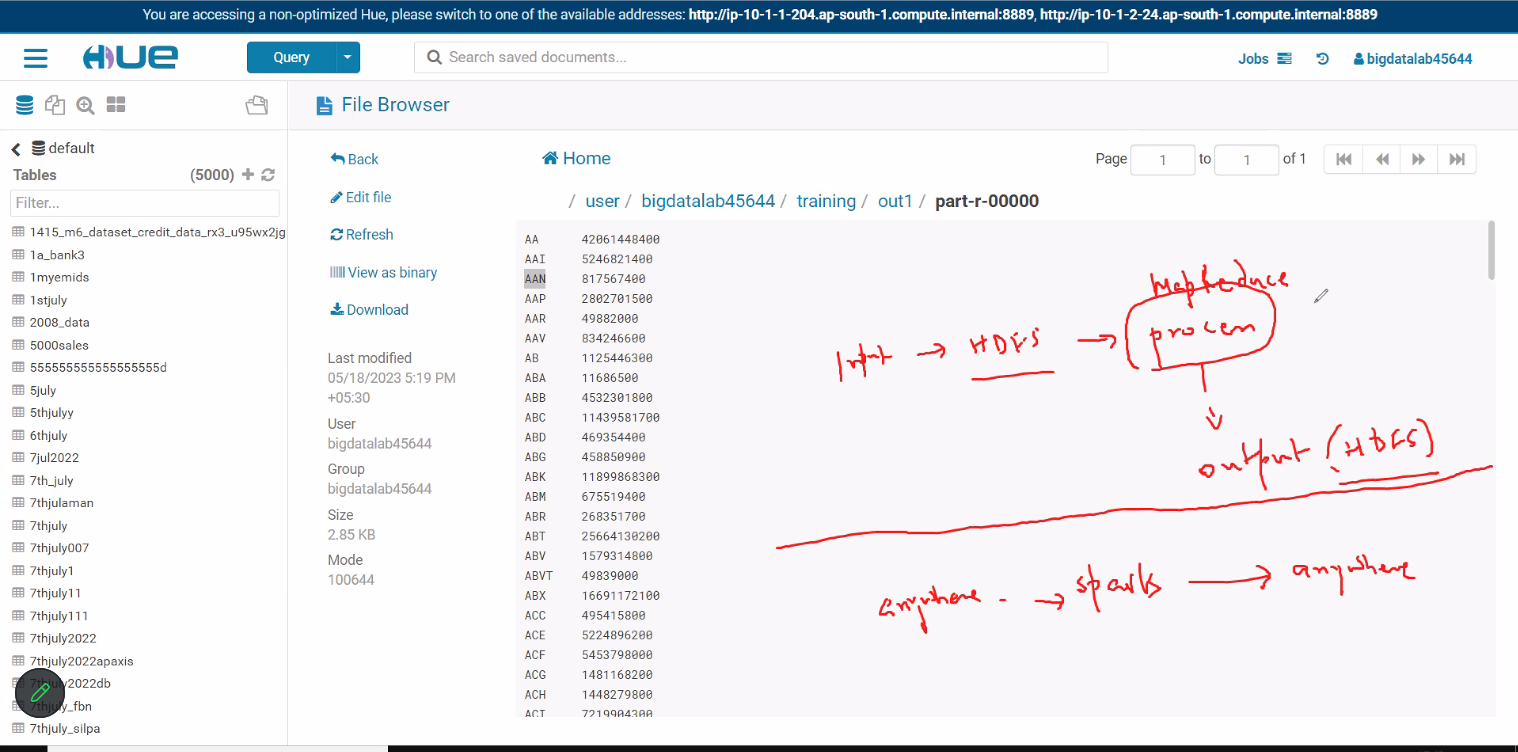 You are accessing a non-optimized Hue, please switch to one of the available addresses: http://ip-10-1-1-204.ap-south-1.compute.internal:8889, http://ip-10-1-2-24.ap-south-1.compute.internal:8889
HUE
Query
Search saved documents...
Jobs
bigdatalab45644
File Browser
default
Tables (5000)
Filter...
1415_m6_dataset_credit_data_rx3_u95wx2jg
1a_bank3
1myemids
1stjuly
2008_data
5000sales
555555555555555555d
5july
5thjulyy
6thjuly
7jul2022
7th_july
7thjulaman
7thjuly
7thjuly007
7thjuly1
7thjuly11
7thjuly111
7thjuly2022
7thjuly2022apaxis
7thjuly2022db
7thjuly_fbn
7thjuly_silpa
Back
Edit file
Refresh
View as binary
Download
Last modified
05/18/2023 5:19 PM
+05:30
User
bigdatalab45644
Group
bigdatalab45644
Size
2.85 KB
Mode
100644
Home
Page 1 to 1 of 1
/ user / bigdatalab45644 / training / out1 / part-r-00000
AA 42061448400
AAI 5246821400
AAN 817567400
AAP 2802701500
AAR 49882000
AAV 834246600
AB 1125446300
ABA 11686500
ABB 4532301800
ABC 11439581700
ABD 469354400
ABG 458850900
ABK 11899868300
ABM 675519400
ABR 268351700
ABT 25664130200
ABV 1579314800
ABVT 49839000
ABX 16691172100
ACC 495415800
ACE 5224896200
ACF 5453798000
ACG 1481168200
ACH 1448279800
ACI 7219904300
MapReduce
Input → HDFS → process
output (HDFS)
anywhere → spark → anywhere